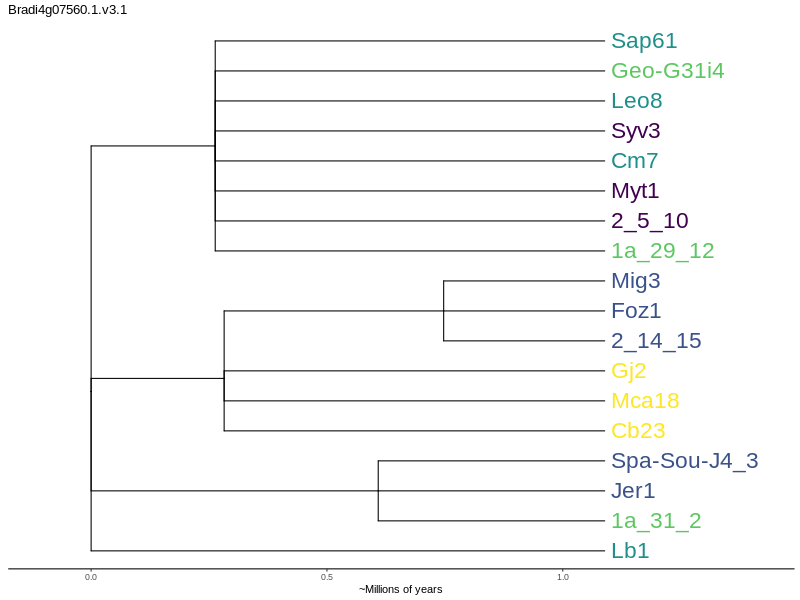 Bradi4g07560.1.v3.1
Sap61
Geo-G31i4
Leo8
Syv3
Cm7
Myt1
2_5_10
1a_29_12
Mig3
Foz1
2_14_15
Gj2
Mca18
Cb23
Spa-Sou-J4_3
Jer1
1a_31_2
Lb1
0.0 0.5 1.0
~Millions of years